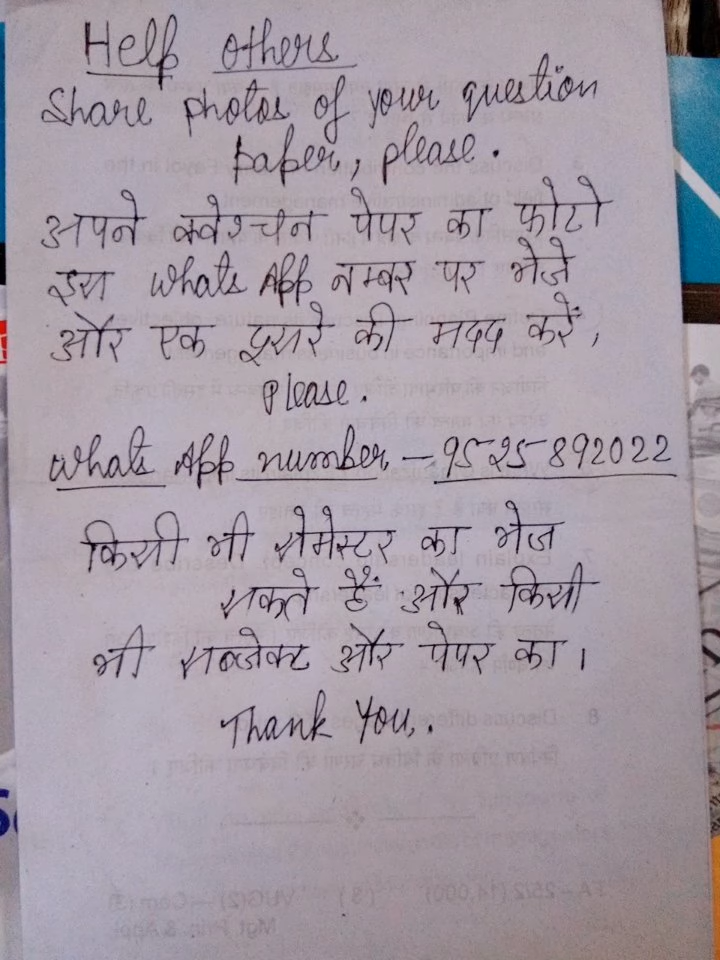 Help others
Share photos of your question
paper, please.
अपने क्वेश्चन पेपर का फोटो
इस WhatsApp नम्बर पर भेजे
और एक दूसरे की मदद करें,
please.
WhatsApp number - 9525892022
किसी भी सेमेस्टर का भेज
सकते हैं और किसी
भी सब्जेक्ट और पेपर का।
Thank You..